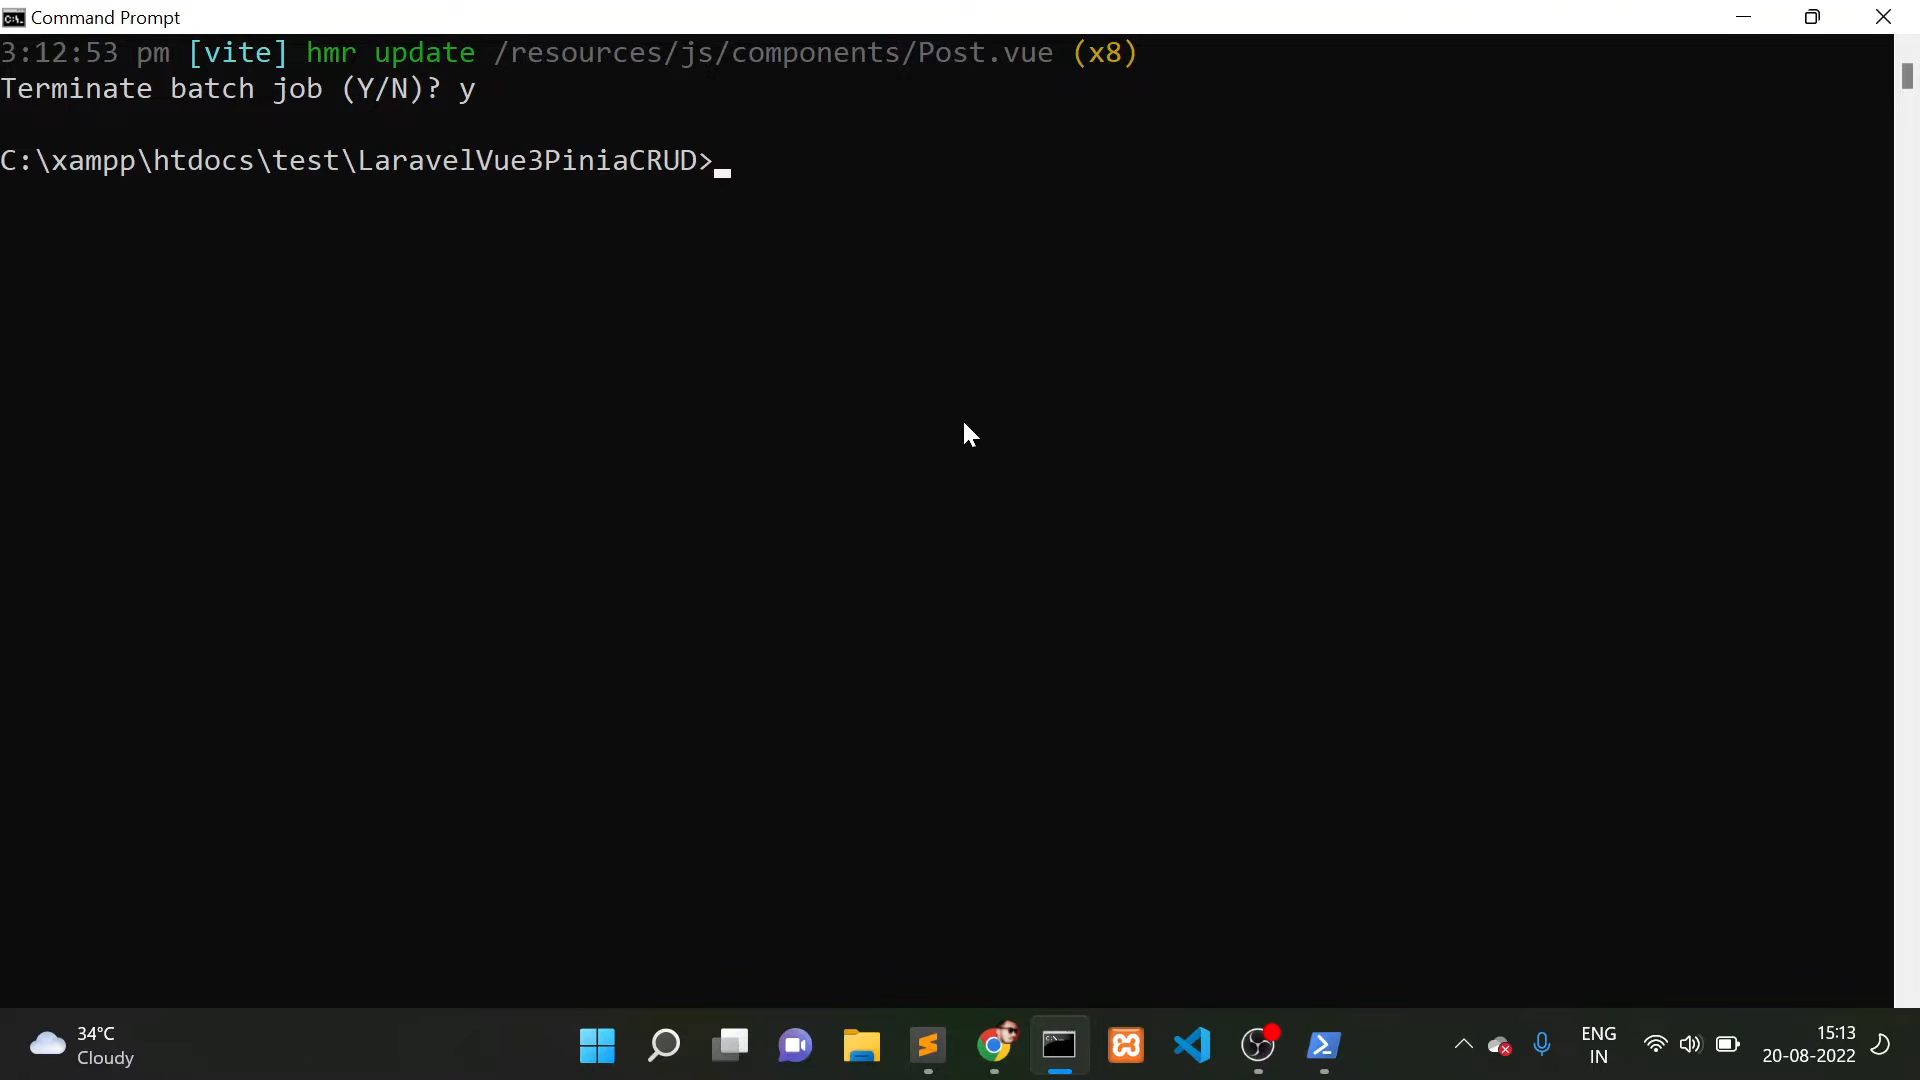 Command Prompt
3:12:53 pm [vite] hmr update /resources/js/components/Post.vue (x8)
Terminate batch job (Y/N)? y
C:\xampp\htdocs\test\LaravelVue3PiniaCRUD>
34°C
Cloudy
ENG
IN
15:13
20-08-2022